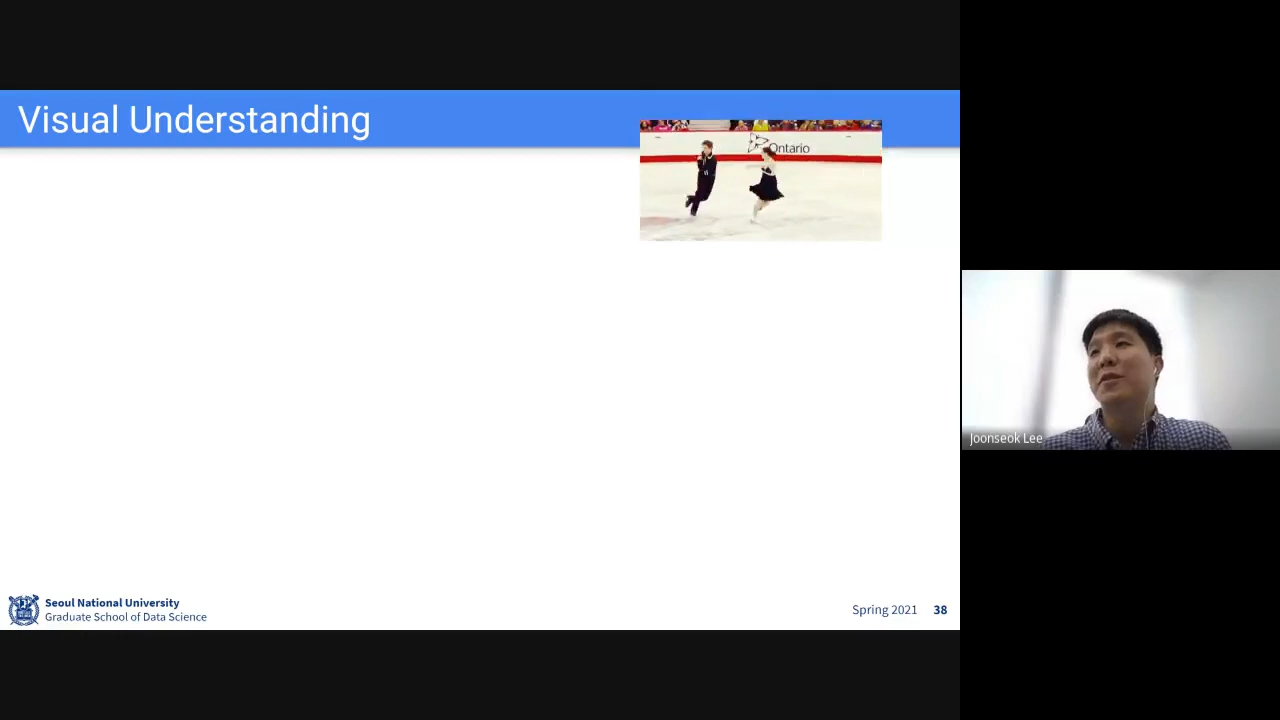 Visual Understanding
Ontario
Joonseok Lee
Seoul National University
Graduate School of Data Science
Spring 2021 38